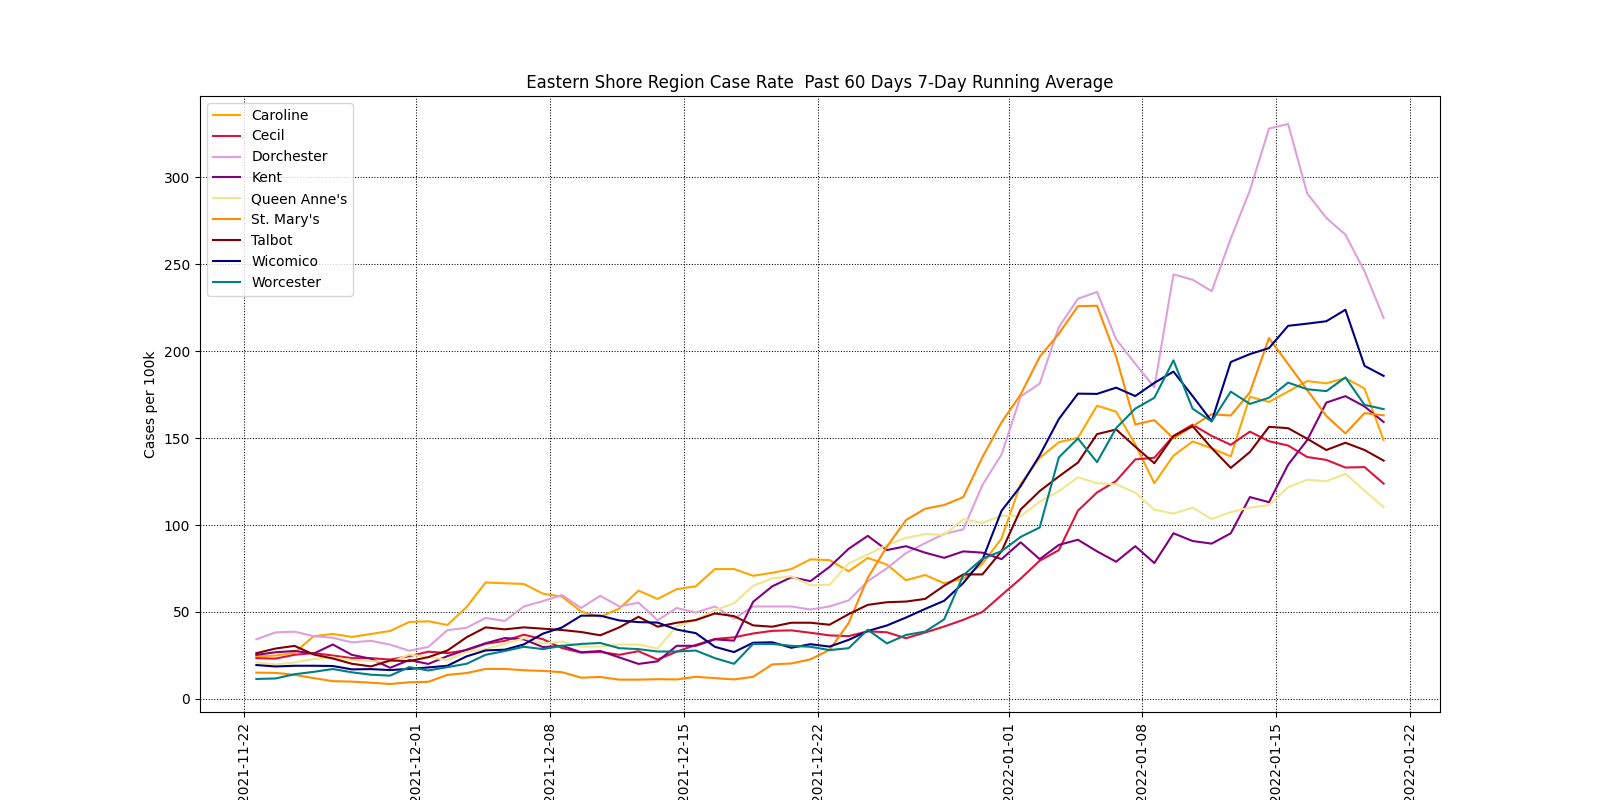 Eastern Shore Region Case Rate  Past 60 Days 7-Day Running Average
Caroline
Cecil
Dorchester
Kent
Queen Anne's
St. Mary's
Talbot
Wicomico
Worcester
Cases per 100k
300
250
200
150
100
50
0
2021-11-22
2021-12-01
2021-12-08
2021-12-15
2021-12-22
2022-01-01
2022-01-08
2022-01-15
2022-01-22